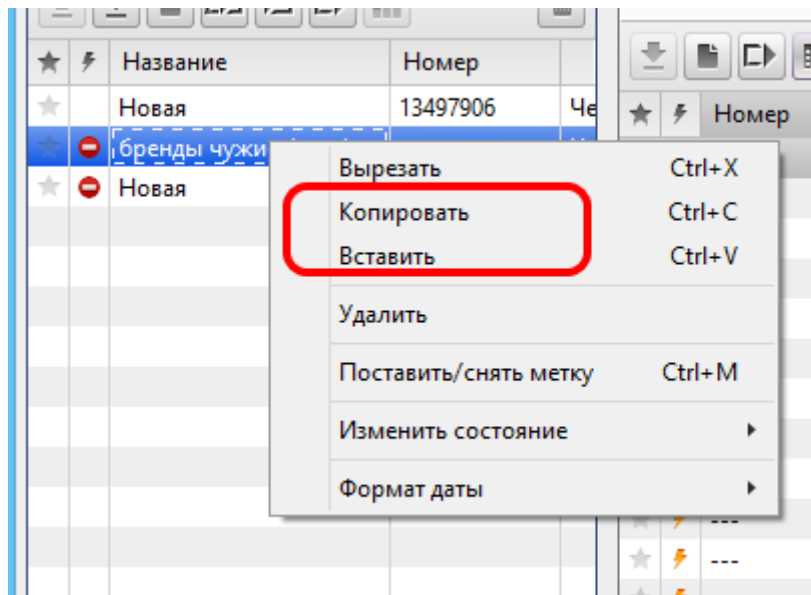 Название Номер
Новая 13497906 Че
бренды чужи
Новая
Номер
Вырезать Ctrl+X
Копировать Ctrl+C
Вставить Ctrl+V
Удалить
Поставить/снять метку Ctrl+M
Изменить состояние
Формат даты
---
---